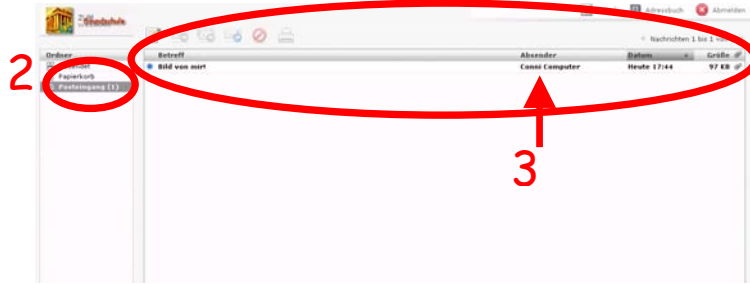 Adressbuch Abmelden
Grundschule
Nachrichten 1 bis 1
Ordner Betreff Absender Datum Größe
Bild von mir! Conni Computer Heute 17:44 97 KB
2
Papierkorb
Posteingang (1)
3